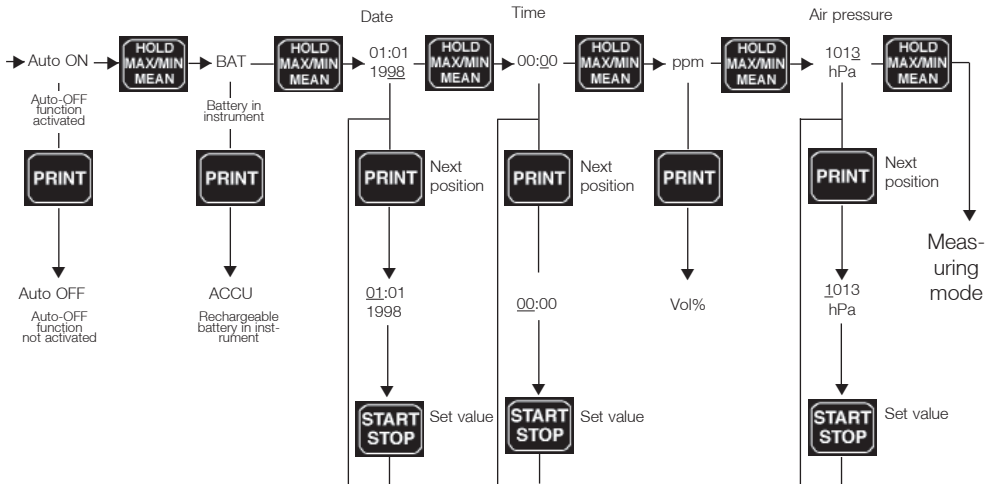 Date
Time
Air pressure
Auto ON
HOLD
MAX/MIN
MEAN
BAT
HOLD
MAX/MIN
MEAN
01:01
1998
HOLD
MAX/MIN
MEAN
00:00
HOLD
MAX/MIN
MEAN
ppm
HOLD
MAX/MIN
MEAN
1013
hPa
HOLD
MAX/MIN
MEAN
Auto-OFF
function
activated
Battery in
instrument
PRINT
PRINT
PRINT
Next
position
PRINT
Next
position
PRINT
PRINT
Next
position
Meas-
uring
mode
Auto OFF
Auto-OFF
function
not activated
ACCU
Rechargeable
battery in inst-
rument
01:01
1998
00:00
Vol%
1013
hPa
START
STOP
Set value
START
STOP
Set value
START
STOP
Set value